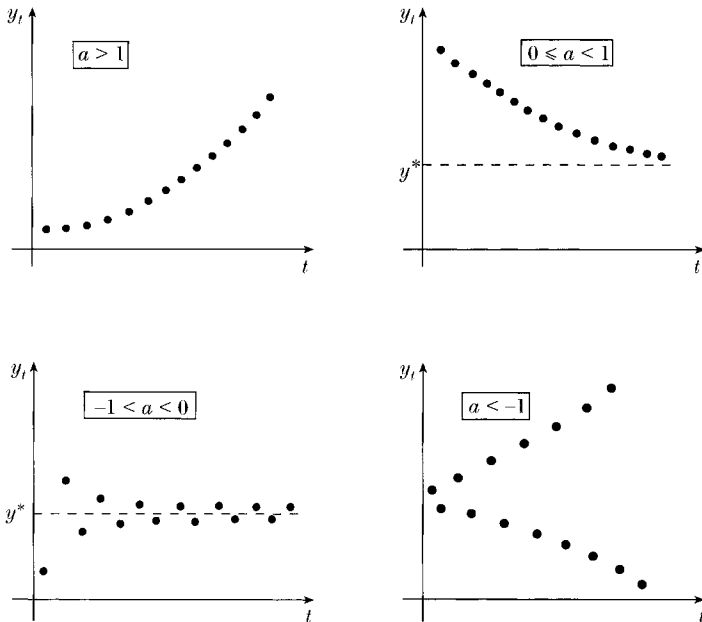 y_t
a > 1
t
y_t
0 ⩽ a < 1
y*
t
y_t
−1 < a < 0
y*
t
y_t
a < −1
t